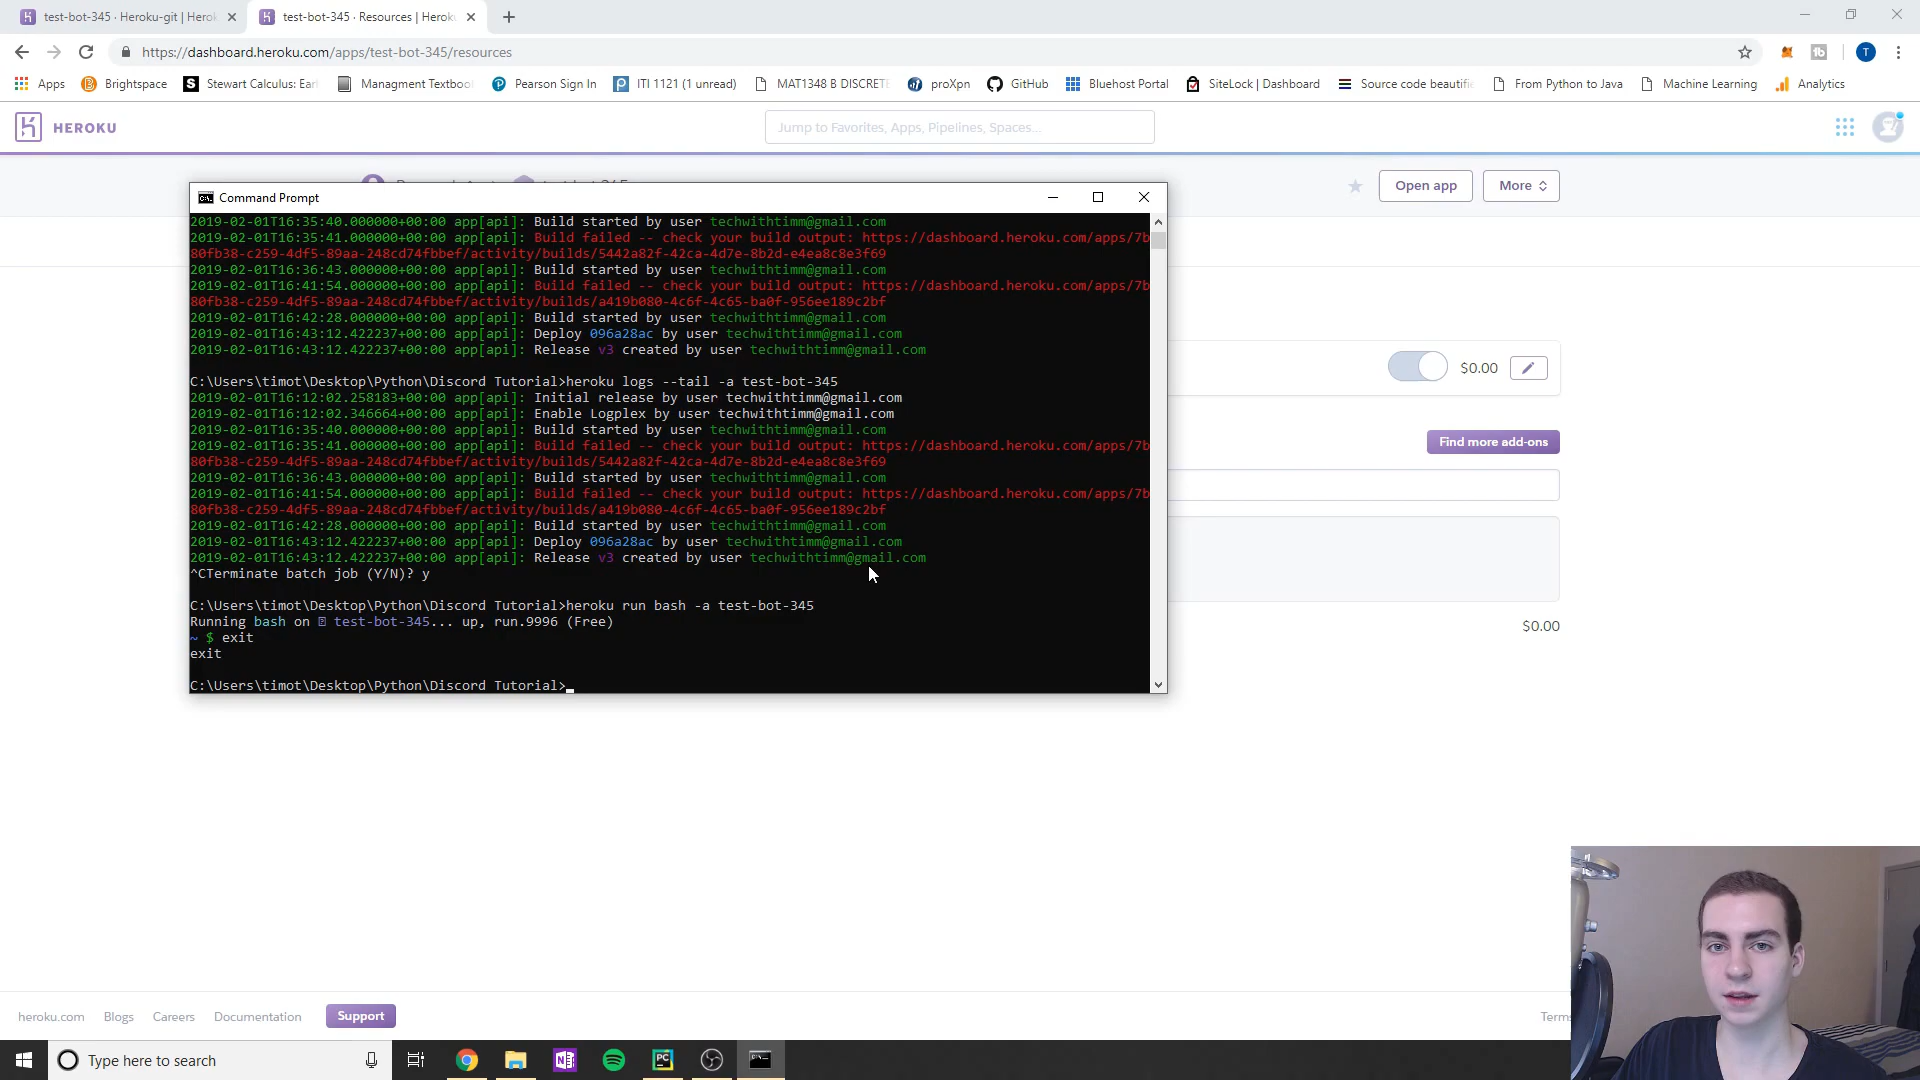 test-bot-345 · Heroku-git | Herok
test-bot-345 · Resources | Heroku
https://dashboard.heroku.com/apps/test-bot-345/resources
Apps
Brightspace
Stewart Calculus: Earl
Managment Textbook
Pearson Sign In
ITI 1121 (1 unread)
MAT1348 B DISCRETE
proXpn
GitHub
Bluehost Portal
SiteLock | Dashboard
Source code beautifie
From Python to Java
Machine Learning
Analytics
HEROKU
Jump to Favorites, Apps, Pipelines, Spaces...
Open app
More
Command Prompt
2019-02-01T16:35:40.000000+00:00 app[api]: Build started by user techwithtimm@gmail.com
2019-02-01T16:35:41.000000+00:00 app[api]: Build failed -- check your build output: https://dashboard.heroku.com/apps/7b
80fb38-c259-4df5-89aa-248cd74fbbef/activity/builds/5442a82f-42ca-4d7e-8b2d-e4ea8c8e3f69
2019-02-01T16:36:43.000000+00:00 app[api]: Build started by user techwithtimm@gmail.com
2019-02-01T16:41:54.000000+00:00 app[api]: Build failed -- check your build output: https://dashboard.heroku.com/apps/7b
80fb38-c259-4df5-89aa-248cd74fbbef/activity/builds/a419b080-4c6f-4c65-ba0f-956ee189c2bf
2019-02-01T16:42:28.000000+00:00 app[api]: Build started by user techwithtimm@gmail.com
2019-02-01T16:43:12.422237+00:00 app[api]: Deploy 096a28ac by user techwithtimm@gmail.com
2019-02-01T16:43:12.422237+00:00 app[api]: Release v3 created by user techwithtimm@gmail.com
C:\Users\timot\Desktop\Python\Discord Tutorial>heroku logs --tail -a test-bot-345
2019-02-01T16:12:02.258183+00:00 app[api]: Initial release by user techwithtimm@gmail.com
2019-02-01T16:12:02.346664+00:00 app[api]: Enable Logplex by user techwithtimm@gmail.com
2019-02-01T16:35:40.000000+00:00 app[api]: Build started by user techwithtimm@gmail.com
2019-02-01T16:35:41.000000+00:00 app[api]: Build failed -- check your build output: https://dashboard.heroku.com/apps/7b
80fb38-c259-4df5-89aa-248cd74fbbef/activity/builds/5442a82f-42ca-4d7e-8b2d-e4ea8c8e3f69
2019-02-01T16:36:43.000000+00:00 app[api]: Build started by user techwithtimm@gmail.com
2019-02-01T16:41:54.000000+00:00 app[api]: Build failed -- check your build output: https://dashboard.heroku.com/apps/7b
80fb38-c259-4df5-89aa-248cd74fbbef/activity/builds/a419b080-4c6f-4c65-ba0f-956ee189c2bf
2019-02-01T16:42:28.000000+00:00 app[api]: Build started by user techwithtimm@gmail.com
2019-02-01T16:43:12.422237+00:00 app[api]: Deploy 096a28ac by user techwithtimm@gmail.com
2019-02-01T16:43:12.422237+00:00 app[api]: Release v3 created by user techwithtimm@gmail.com
^CTerminate batch job (Y/N)? y
C:\Users\timot\Desktop\Python\Discord Tutorial>heroku run bash -a test-bot-345
Running bash on test-bot-345... up, run.9996 (Free)
~ $ exit
exit
C:\Users\timot\Desktop\Python\Discord Tutorial>
$0.00
Find more add-ons
$0.00
heroku.com
Blogs
Careers
Documentation
Support
Terms
Type here to search